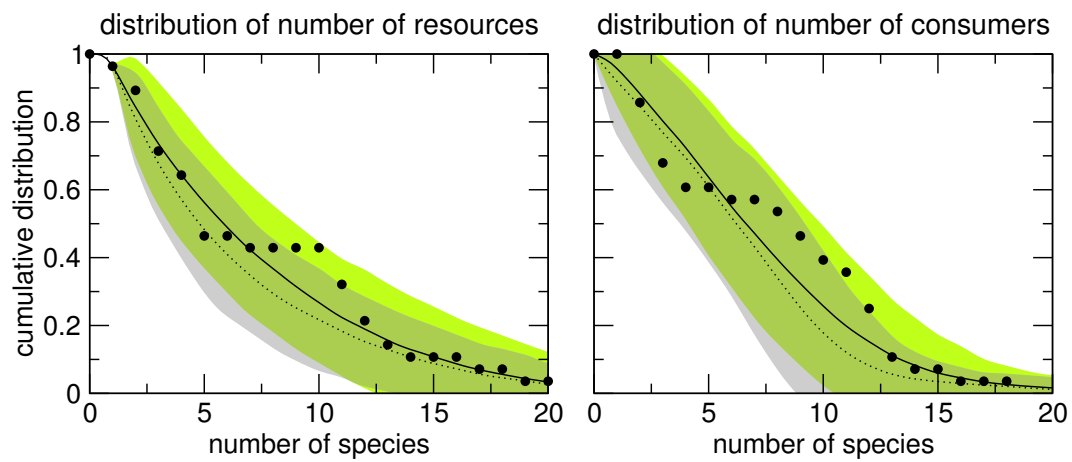 distribution of number of resources
distribution of number of consumers
cumulative distribution
1
0.8
0.6
0.4
0.2
0
0 5 10 15 20
0 5 10 15 20
number of species
number of species